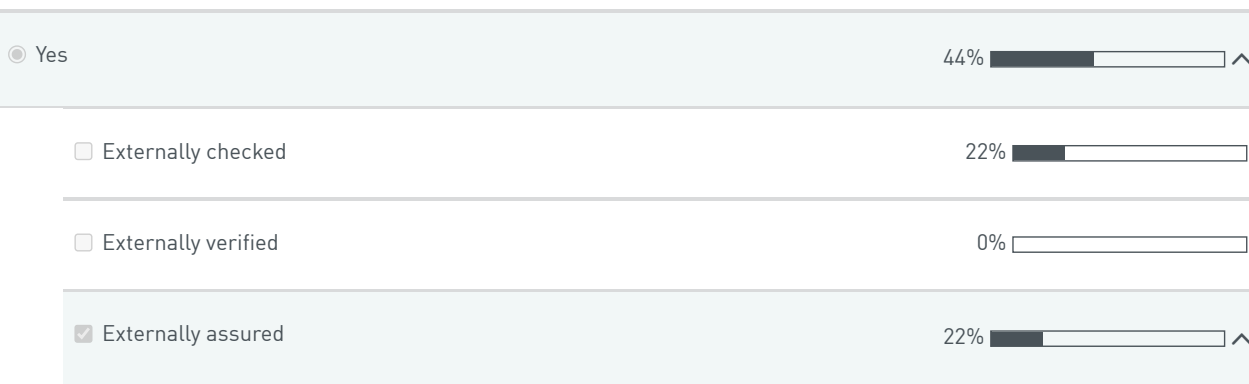 Yes 44%
Externally checked 22%
Externally verified 0%
Externally assured 22%